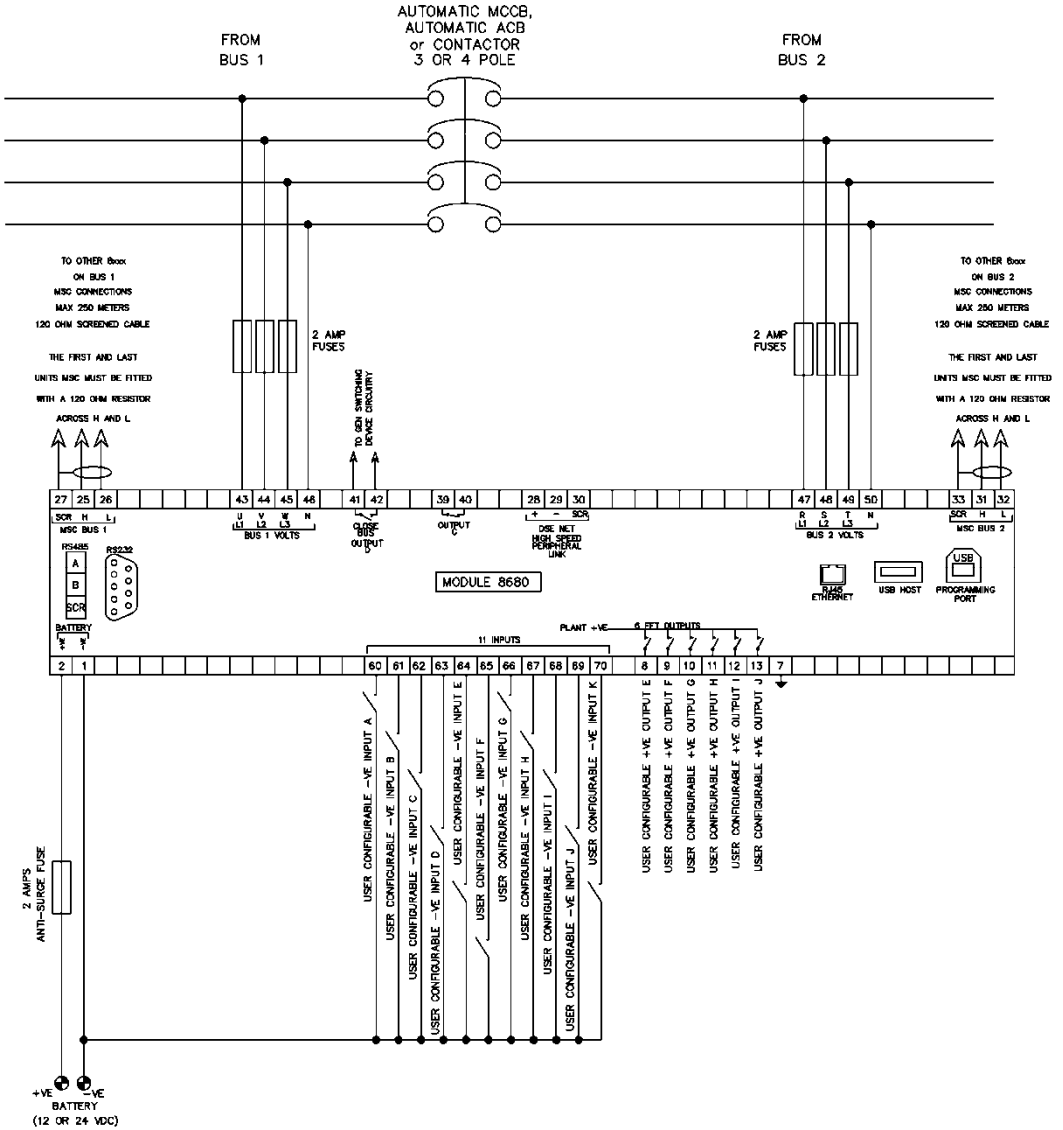 AUTOMATIC MCCB,
AUTOMATIC ACB
or CONTACTOR
3 OR 4 POLE
FROM
BUS 1
FROM
BUS 2
TO OTHER 8xxx
ON BUS 1
MSC CONNECTIONS
MAX 250 METERS
120 OHM SCREENED CABLE
THE FIRST AND LAST
UNITS MSC MUST BE FITTED
WITH A 120 OHM RESISTOR
ACROSS H AND L
2 AMP
FUSES
TO GEN SWITCHING
DEVICE CIRCUITRY
2 AMP
FUSES
TO OTHER 8xxx
ON BUS 2
MSC CONNECTIONS
MAX 250 METERS
120 OHM SCREENED CABLE
THE FIRST AND LAST
UNITS MSC MUST BE FITTED
WITH A 120 OHM RESISTOR
ACROSS H AND L
27 25 26 43 44 45 46 41 42 39 40 28 29 30 47 48 49 50 33 31 32
SCR H L
MSC BUS 1
U V W N
L1 L2 L3
BUS 1 VOLTS
CLOSE
BUS
OUTPUT
D
OUTPUT
C
+ − SCR
DSE NET
HIGH SPEED
PERIPHERAL
LINK
R S T N
L1 L2 L3
BUS 2 VOLTS
SCR H L
MSC BUS 2
RS485
A
B
SCR
RS232
MODULE 8680
RJ45
ETHERNET
USB HOST
USB
PROGRAMMING
PORT
BATTERY
+VE
-VE
11 INPUTS
PLANT +VE
6 FET OUTPUTS
2 1 60 61 62 63 64 65 66 67 68 69 70 8 9 10 11 12 13 7
USER CONFIGURABLE -VE INPUT A
USER CONFIGURABLE -VE INPUT B
USER CONFIGURABLE -VE INPUT C
USER CONFIGURABLE -VE INPUT D
USER CONFIGURABLE -VE INPUT E
USER CONFIGURABLE -VE INPUT F
USER CONFIGURABLE -VE INPUT G
USER CONFIGURABLE -VE INPUT H
USER CONFIGURABLE -VE INPUT I
USER CONFIGURABLE -VE INPUT J
USER CONFIGURABLE -VE INPUT K
USER CONFIGURABLE +VE OUTPUT E
USER CONFIGURABLE +VE OUTPUT F
USER CONFIGURABLE +VE OUTPUT G
USER CONFIGURABLE +VE OUTPUT H
USER CONFIGURABLE +VE OUTPUT I
USER CONFIGURABLE +VE OUTPUT J
2 AMPS
ANTI-SURGE FUSE
+VE -VE
BATTERY
(12 OR 24 VDC)